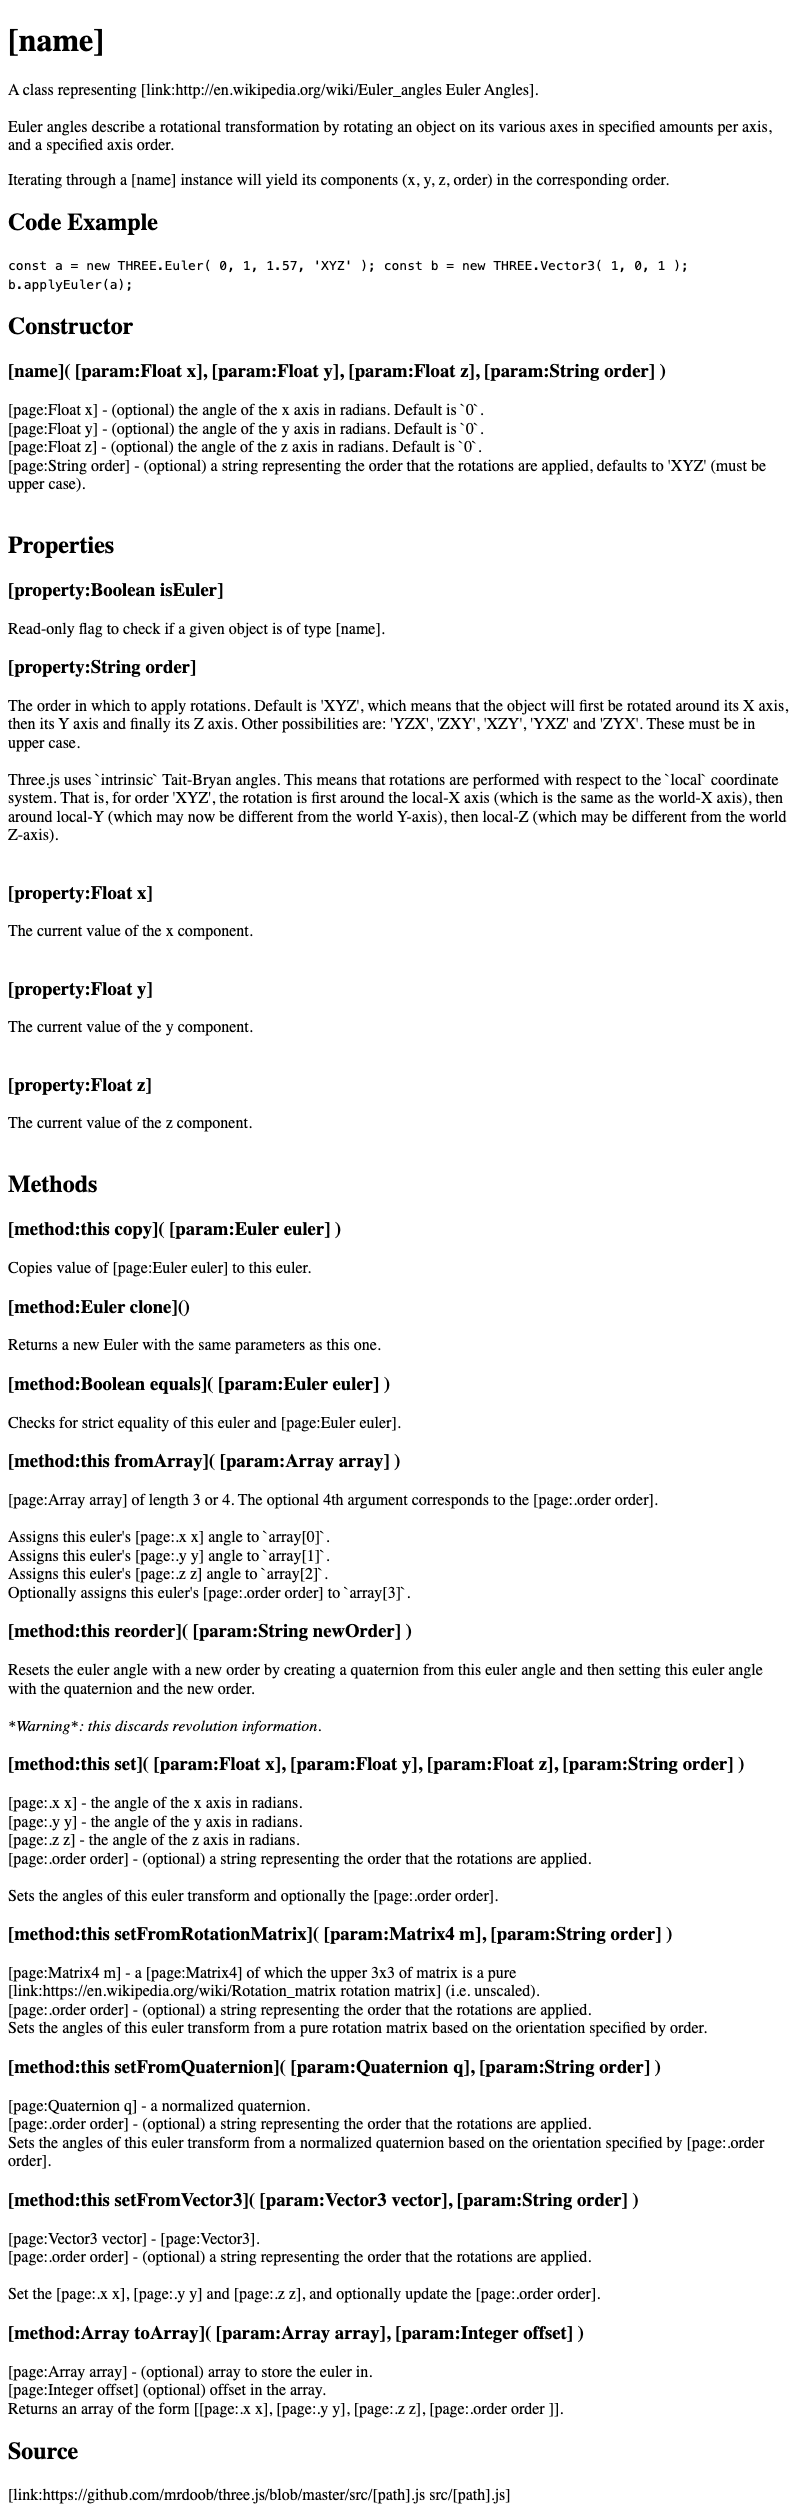 [name]
A class representing [link:http://en.wikipedia.org/wiki/Euler_angles Euler Angles].
Euler angles describe a rotational transformation by rotating an object on its various axes in specified amounts per axis,
and a specified axis order.
Iterating through a [name] instance will yield its components (x, y, z, order) in the corresponding order.
Code Example
const a = new THREE.Euler( 0, 1, 1.57, 'XYZ' ); const b = new THREE.Vector3( 1, 0, 1 );
b.applyEuler(a);
Constructor
[name]( [param:Float x], [param:Float y], [param:Float z], [param:String order] )
[page:Float x] - (optional) the angle of the x axis in radians. Default is `0`.
[page:Float y] - (optional) the angle of the y axis in radians. Default is `0`.
[page:Float z] - (optional) the angle of the z axis in radians. Default is `0`.
[page:String order] - (optional) a string representing the order that the rotations are applied, defaults to 'XYZ' (must be
upper case).
Properties
[property:Boolean isEuler]
Read-only flag to check if a given object is of type [name].
[property:String order]
The order in which to apply rotations. Default is 'XYZ', which means that the object will first be rotated around its X axis,
then its Y axis and finally its Z axis. Other possibilities are: 'YZX', 'ZXY', 'XZY', 'YXZ' and 'ZYX'. These must be in
upper case.
Three.js uses `intrinsic` Tait-Bryan angles. This means that rotations are performed with respect to the `local` coordinate
system. That is, for order 'XYZ', the rotation is first around the local-X axis (which is the same as the world-X axis), then
around local-Y (which may now be different from the world Y-axis), then local-Z (which may be different from the world
Z-axis).
[property:Float x]
The current value of the x component.
[property:Float y]
The current value of the y component.
[property:Float z]
The current value of the z component.
Methods
[method:this copy]( [param:Euler euler] )
Copies value of [page:Euler euler] to this euler.
[method:Euler clone]()
Returns a new Euler with the same parameters as this one.
[method:Boolean equals]( [param:Euler euler] )
Checks for strict equality of this euler and [page:Euler euler].
[method:this fromArray]( [param:Array array] )
[page:Array array] of length 3 or 4. The optional 4th argument corresponds to the [page:.order order].
Assigns this euler's [page:.x x] angle to `array[0]`.
Assigns this euler's [page:.y y] angle to `array[1]`.
Assigns this euler's [page:.z z] angle to `array[2]`.
Optionally assigns this euler's [page:.order order] to `array[3]`.
[method:this reorder]( [param:String newOrder] )
Resets the euler angle with a new order by creating a quaternion from this euler angle and then setting this euler angle
with the quaternion and the new order.
*Warning*: this discards revolution information.
[method:this set]( [param:Float x], [param:Float y], [param:Float z], [param:String order] )
[page:.x x] - the angle of the x axis in radians.
[page:.y y] - the angle of the y axis in radians.
[page:.z z] - the angle of the z axis in radians.
[page:.order order] - (optional) a string representing the order that the rotations are applied.
Sets the angles of this euler transform and optionally the [page:.order order].
[method:this setFromRotationMatrix]( [param:Matrix4 m], [param:String order] )
[page:Matrix4 m] - a [page:Matrix4] of which the upper 3x3 of matrix is a pure
[link:https://en.wikipedia.org/wiki/Rotation_matrix rotation matrix] (i.e. unscaled).
[page:.order order] - (optional) a string representing the order that the rotations are applied.
Sets the angles of this euler transform from a pure rotation matrix based on the orientation specified by order.
[method:this setFromQuaternion]( [param:Quaternion q], [param:String order] )
[page:Quaternion q] - a normalized quaternion.
[page:.order order] - (optional) a string representing the order that the rotations are applied.
Sets the angles of this euler transform from a normalized quaternion based on the orientation specified by [page:.order
order].
[method:this setFromVector3]( [param:Vector3 vector], [param:String order] )
[page:Vector3 vector] - [page:Vector3].
[page:.order order] - (optional) a string representing the order that the rotations are applied.
Set the [page:.x x], [page:.y y] and [page:.z z], and optionally update the [page:.order order].
[method:Array toArray]( [param:Array array], [param:Integer offset] )
[page:Array array] - (optional) array to store the euler in.
[page:Integer offset] (optional) offset in the array.
Returns an array of the form [[page:.x x], [page:.y y], [page:.z z], [page:.order order ]].
Source
[link:https://github.com/mrdoob/three.js/blob/master/src/[path].js src/[path].js]